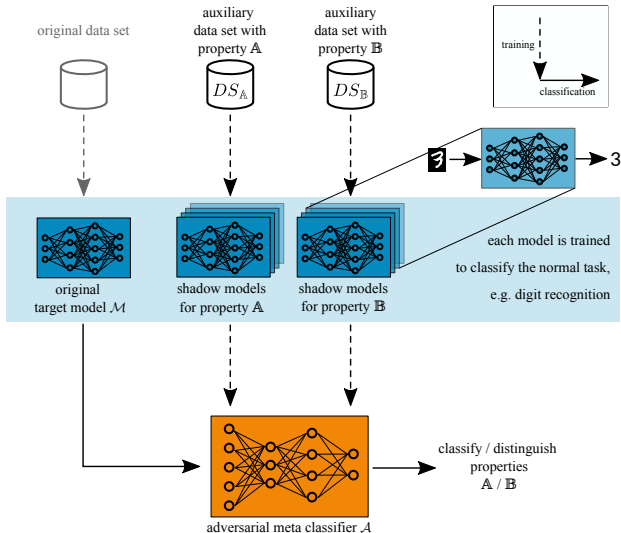 original data set
auxiliary
data set with
property 𝔸
auxiliary
data set with
property 𝔹
DS𝔸
DS𝔹
training
classification
3
3
each model is trained
to classify the normal task,
e.g. digit recognition
original
target model ℳ
shadow models
for property 𝔸
shadow models
for property 𝔹
classify / distinguish
properties
𝔸 / 𝔹
adversarial meta classifier 𝒜